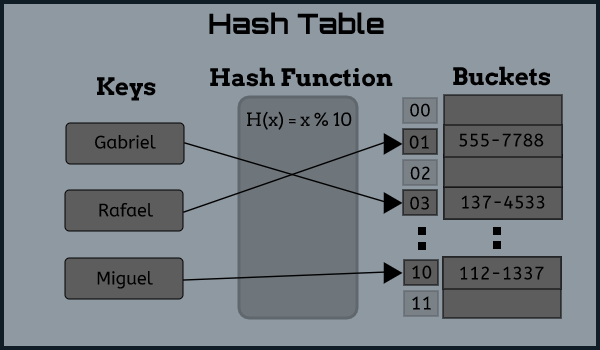 Hash Table
Keys
Hash Function
Buckets
H(x) = x % 10
Gabriel
Rafael
Miguel
00
01 555-7788
02
03 137-4533
10 112-1337
11